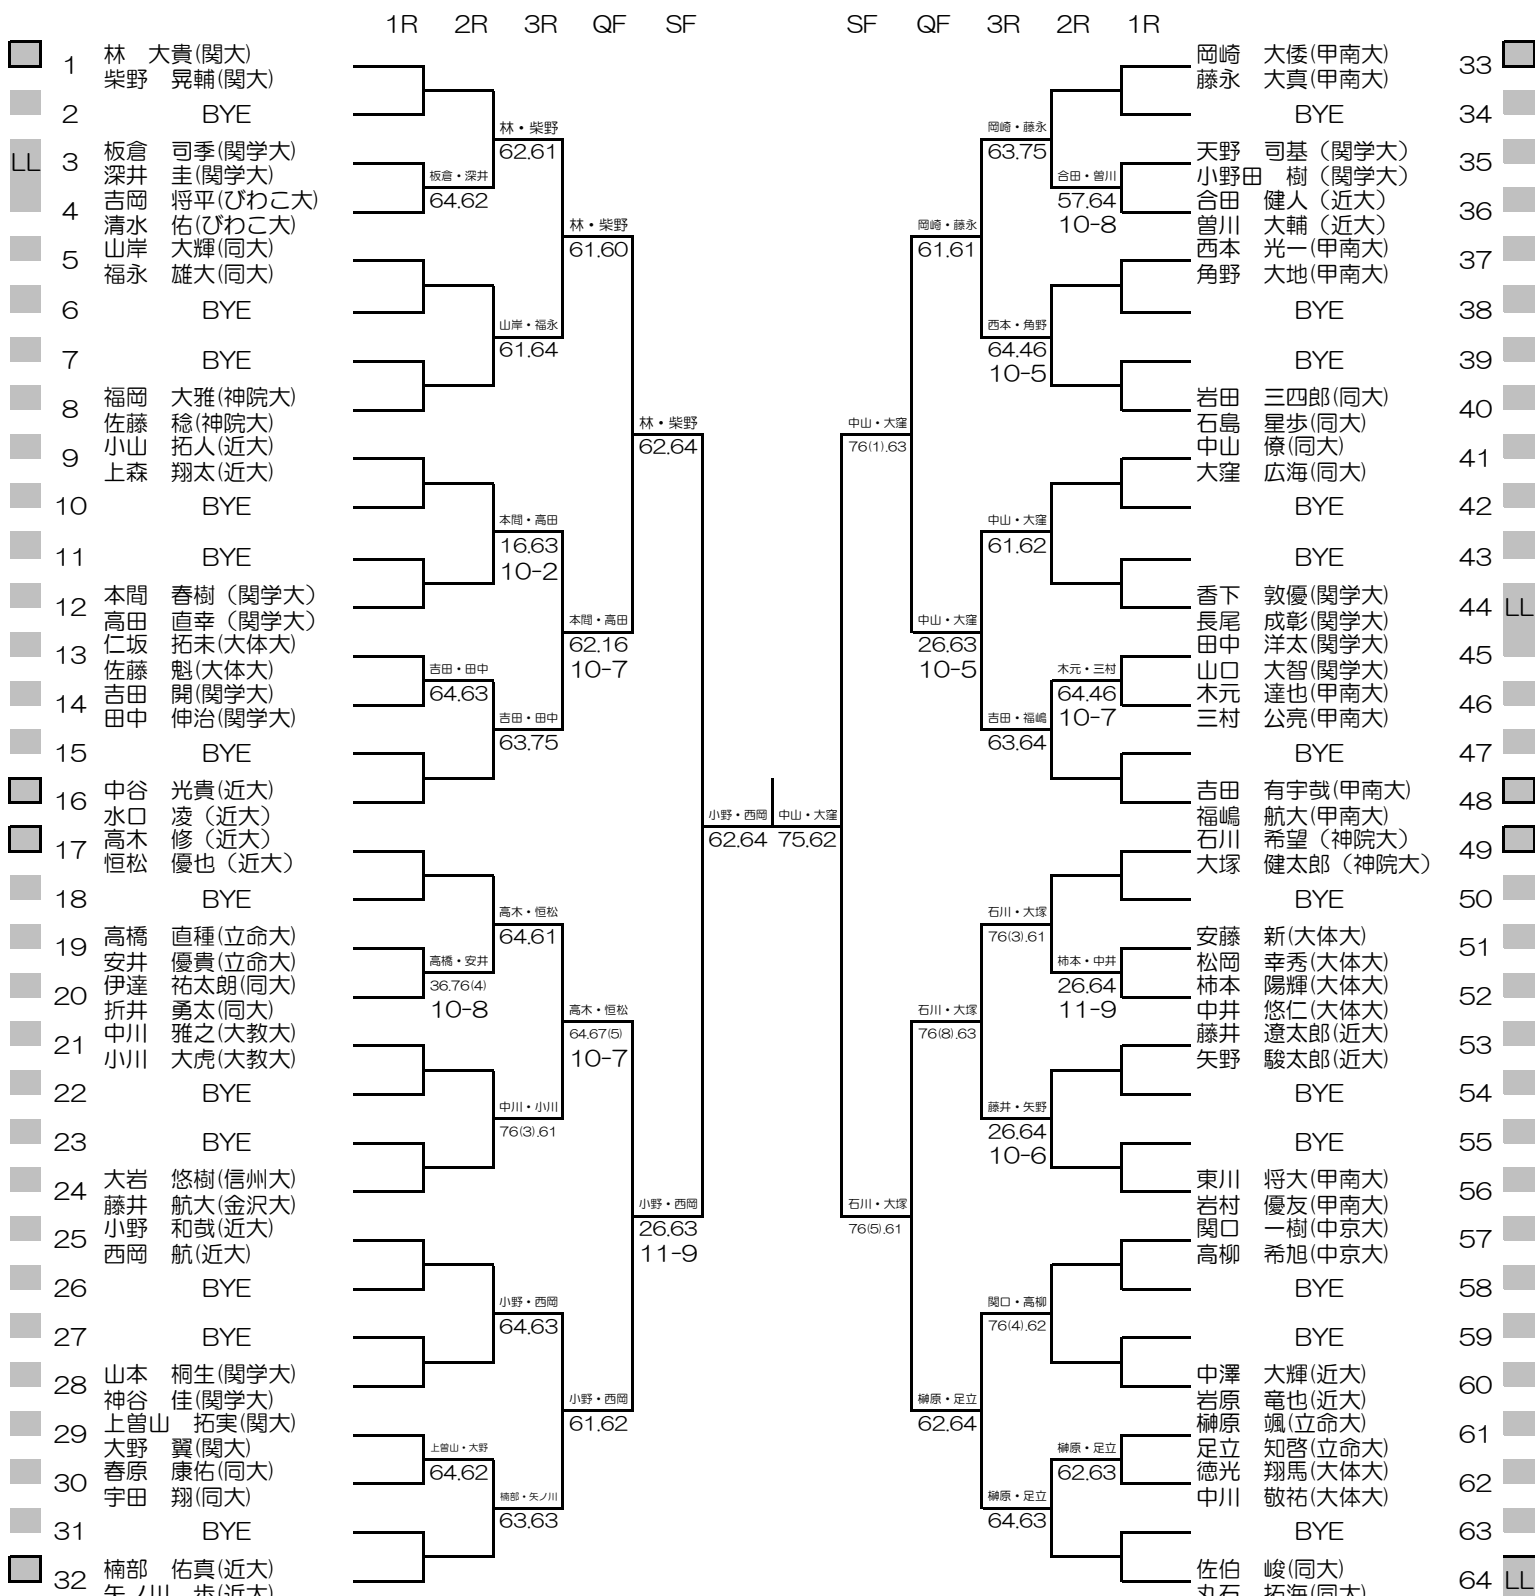 1R 2R 3R QF SF SF QF 3R 2R 1R
1 林 大貴(関大)
柴野 晃輔(関大)
2 BYE
LL
3 板倉 司季(関学大)
深井 圭(関学大)
4 吉岡 将平(びわこ大)
清水 佑(びわこ大)
5 山岸 大輝(同大)
福永 雄大(同大)
6 BYE
7 BYE
8 福岡 大雅(神院大)
佐藤 稔(神院大)
9 小山 拓人(近大)
上森 翔太(近大)
10 BYE
11 BYE
12 本間 春樹（関学大）
高田 直幸（関学大）
13 仁坂 拓未(大体大)
佐藤 魁(大体大)
14 吉田 開(関学大)
田中 伸治(関学大)
15 BYE
16 中谷 光貴(近大)
水口 凌（近大）
17 高木 修（近大）
恒松 優也（近大）
18 BYE
19 高橋 直種(立命大)
安井 優貴(立命大)
20 伊達 祐太朗(同大)
折井 勇太(同大)
21 中川 雅之(大教大)
小川 大虎(大教大)
22 BYE
23 BYE
24 大岩 悠樹(信州大)
藤井 航大(金沢大)
25 小野 和哉(近大)
西岡 航(近大)
26 BYE
27 BYE
28 山本 桐生(関学大)
神谷 佳(関学大)
29 上曽山 拓実(関大)
大野 翼(関大)
30 春原 康佑(同大)
宇田 翔(同大)
31 BYE
32 楠部 佑真(近大)
矢ノ川 歩(近大)
板倉・深井
64.62
吉田・田中
64.63
高橋・安井
36.76(4)
10-8
上曽山・大野
64.62
林・柴野
62.61
山岸・福永
61.64
本間・高田
16.63
10-2
吉田・田中
63.75
高木・恒松
64.61
中川・小川
76(3).61
小野・西岡
64.63
楠部・矢ノ川
63.63
林・柴野
61.60
本間・高田
62.16
10-7
高木・恒松
64.67(5)
10-7
小野・西岡
61.62
林・柴野
62.64
小野・西岡
26.63
11-9
小野・西岡
62.64
中山・大窪
75.62
中山・大窪
76(1).63
石川・大塚
76(5).61
岡崎・藤永
61.61
中山・大窪
26.63
10-5
石川・大塚
76(8).63
榊原・足立
62.64
岡崎・藤永
63.75
西本・角野
64.46
10-5
中山・大窪
61.62
吉田・福嶋
63.64
石川・大塚
76(3).61
藤井・矢野
26.64
10-6
関口・高柳
76(4).62
榊原・足立
64.63
合田・曽川
57.64
10-8
木元・三村
64.46
10-7
柿本・中井
26.64
11-9
榊原・足立
62.63
岡崎 大倭(甲南大) 33
藤永 大真(甲南大)
BYE 34
天野 司基（関学大） 35
小野田 樹（関学大）
合田 健人（近大） 36
曽川 大輔（近大）
西本 光一(甲南大) 37
角野 大地(甲南大)
BYE 38
BYE 39
岩田 三四郎(同大) 40
石島 星歩(同大)
中山 僚(同大) 41
大窪 広海(同大)
BYE 42
BYE 43
香下 敦優(関学大) 44 LL
長尾 成彰(関学大)
田中 洋太(関学大) 45
山口 大智(関学大)
木元 達也(甲南大) 46
三村 公亮(甲南大)
BYE 47
吉田 有宇哉(甲南大) 48
福嶋 航大(甲南大)
石川 希望（神院大） 49
大塚 健太郎（神院大）
BYE 50
安藤 新(大体大) 51
松岡 幸秀(大体大)
柿本 陽輝(大体大) 52
中井 悠仁(大体大)
藤井 遼太郎(近大) 53
矢野 駿太郎(近大)
BYE 54
BYE 55
東川 将大(甲南大) 56
岩村 優友(甲南大)
関口 一樹(中京大) 57
高柳 希旭(中京大)
BYE 58
BYE 59
中澤 大輝(近大) 60
岩原 竜也(近大)
榊原 颯(立命大) 61
足立 知啓(立命大)
徳光 翔馬(大体大) 62
中川 敬祐(大体大)
BYE 63
佐伯 峻(同大) 64 LL
丸石 拓海(同大)